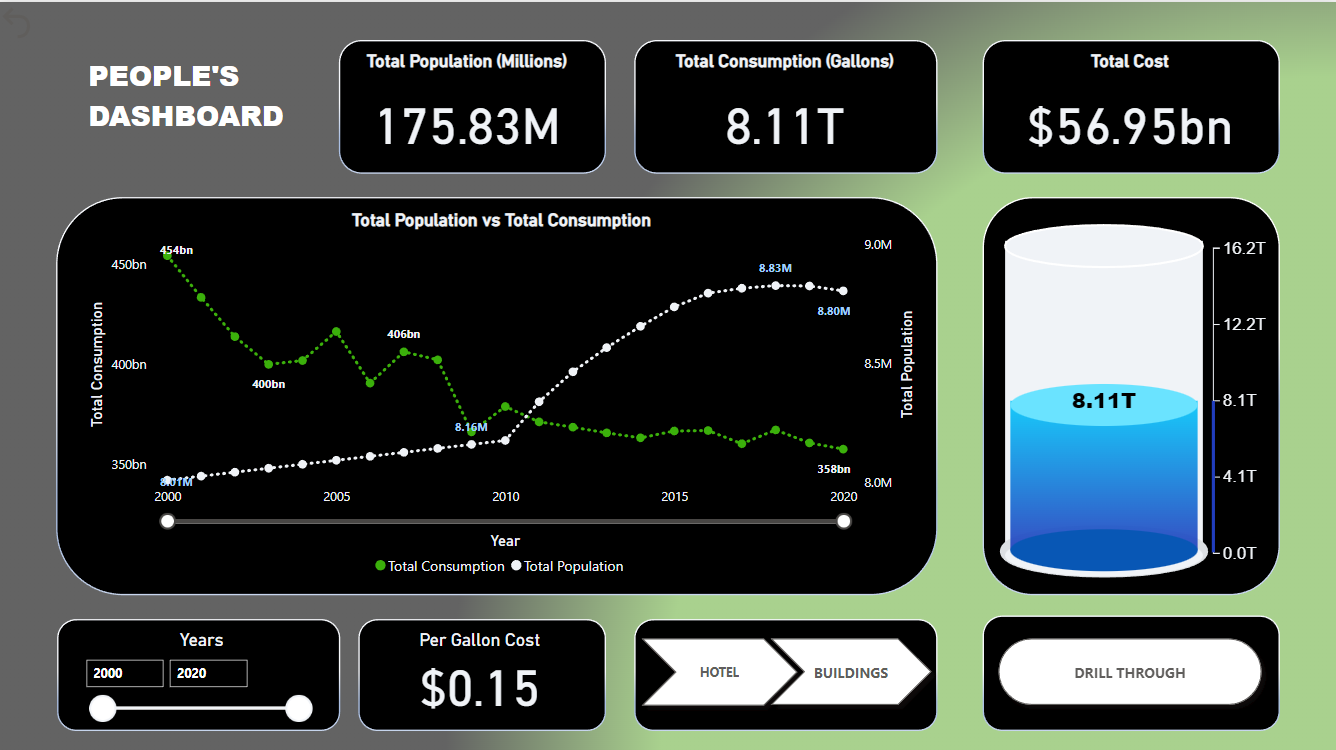 PEOPLE'S
DASHBOARD
Total Population (Millions)
175.83M
Total Consumption (Gallons)
8.11T
Total Cost
$56.95bn
Total Population vs Total Consumption
Total Consumption
450bn
400bn
350bn
454bn
400bn
406bn
358bn
8.01M
8.16M
8.83M
8.80M
9.0M
8.5M
8.0M
Total Population
2000
2005
2010
2015
2020
Year
Total Consumption
Total Population
16.2T
12.2T
8.1T
4.1T
0.0T
8.11T
Years
2000
2020
Per Gallon Cost
$0.15
HOTEL
BUILDINGS
DRILL THROUGH